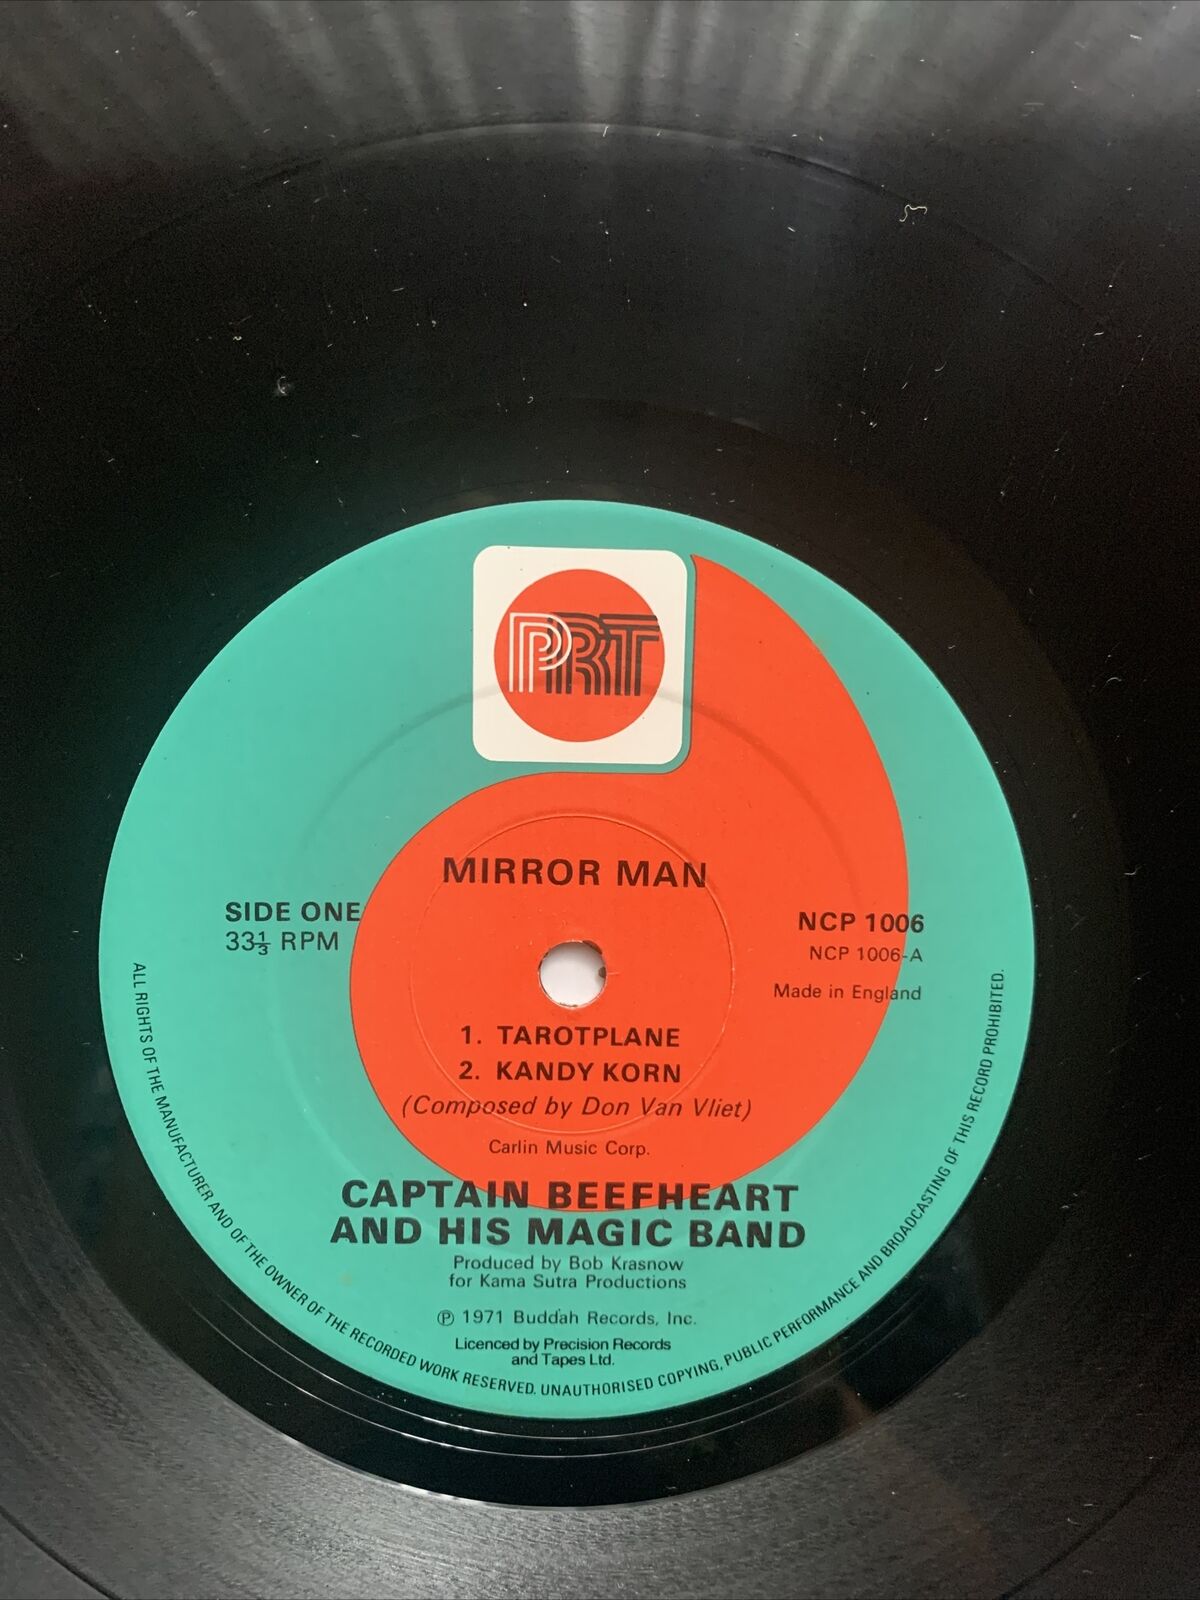 PRT
MIRROR MAN
SIDE ONE
33⅓ RPM
NCP 1006
NCP 1006-A
Made in England
1. TAROTPLANE
2. KANDY KORN
(Composed by Don Van Vliet)
Carlin Music Corp.
CAPTAIN BEEFHEART
AND HIS MAGIC BAND
Produced by Bob Krasnow
for Kama Sutra Productions
℗ 1971 Buddah Records, Inc.
Licenced by Precision Records
and Tapes Ltd.
ALL RIGHTS OF THE MANUFACTURER AND OF THE OWNER OF THE RECORDED WORK RESERVED. UNAUTHORISED COPYING, PUBLIC PERFORMANCE AND BROADCASTING OF THIS RECORD PROHIBITED.